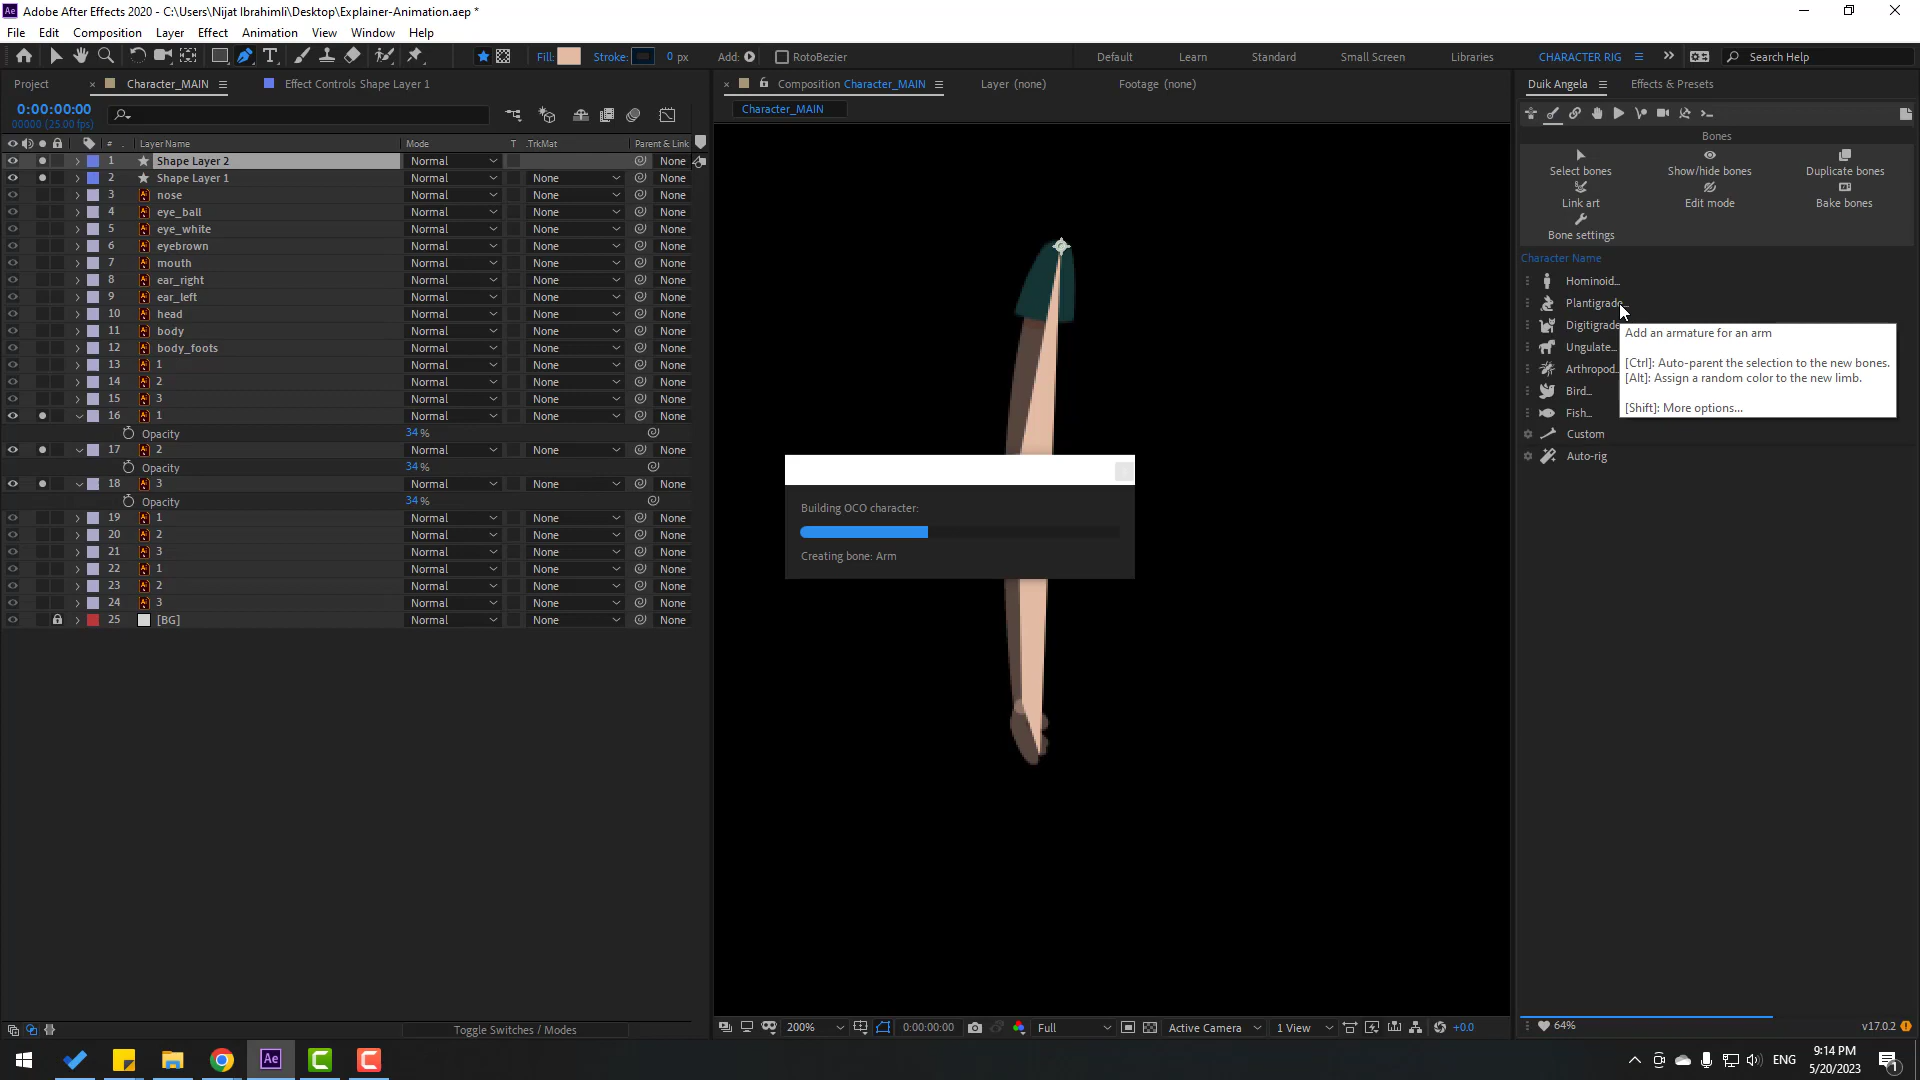 Adobe After Effects 2020 - C:\Users\Nijat Ibrahimli\Desktop\Explainer-Animation.aep *
File Edit Composition Layer Effect Animation View Window Help
Fill: Stroke: 0 px Add: RotoBezier Default Learn Standard Small Screen Libraries CHARACTER RIG Search Help
Project Character_MAIN Effect Controls Shape Layer 1
Composition Character_MAIN Layer (none) Footage (none)
Duik Angela Effects & Presets
0:00:00:00
00000 (25.00 fps)
Character_MAIN
# Layer Name Mode T .TrkMat Parent & Link
1 Shape Layer 2 Normal None
2 Shape Layer 1 Normal None None
3 nose Normal None None
4 eye_ball Normal None None
5 eye_white Normal None None
6 eyebrown Normal None None
7 mouth Normal None None
8 ear_right Normal None None
9 ear_left Normal None None
10 head Normal None None
11 body Normal None None
12 body_foots Normal None None
13 1 Normal None None
14 2 Normal None None
15 3 Normal None None
16 1 Normal None None
Opacity 34 %
17 2 Normal None None
Opacity 34 %
18 3 Normal None None
Opacity 34 %
19 1 Normal None None
20 2 Normal None None
21 3 Normal None None
22 1 Normal None None
23 2 Normal None None
24 3 Normal None None
25 [BG] Normal None None
Toggle Switches / Modes
Building OCO character:
Creating bone: Arm
200% 0:00:00:00 Full Active Camera 1 View +0.0
Bones
Select bones Show/hide bones Duplicate bones
Link art Edit mode Bake bones
Bone settings
Character Name
Hominoid...
Plantigrade...
Digitigrade
Ungulate...
Arthropod...
Bird...
Fish...
Custom
Auto-rig
Add an armature for an arm
[Ctrl]: Auto-parent the selection to the new bones.
[Alt]: Assign a random color to the new limb.
[Shift]: More options...
64% v17.0.2
Ae
ENG
9:14 PM
5/20/2023
1